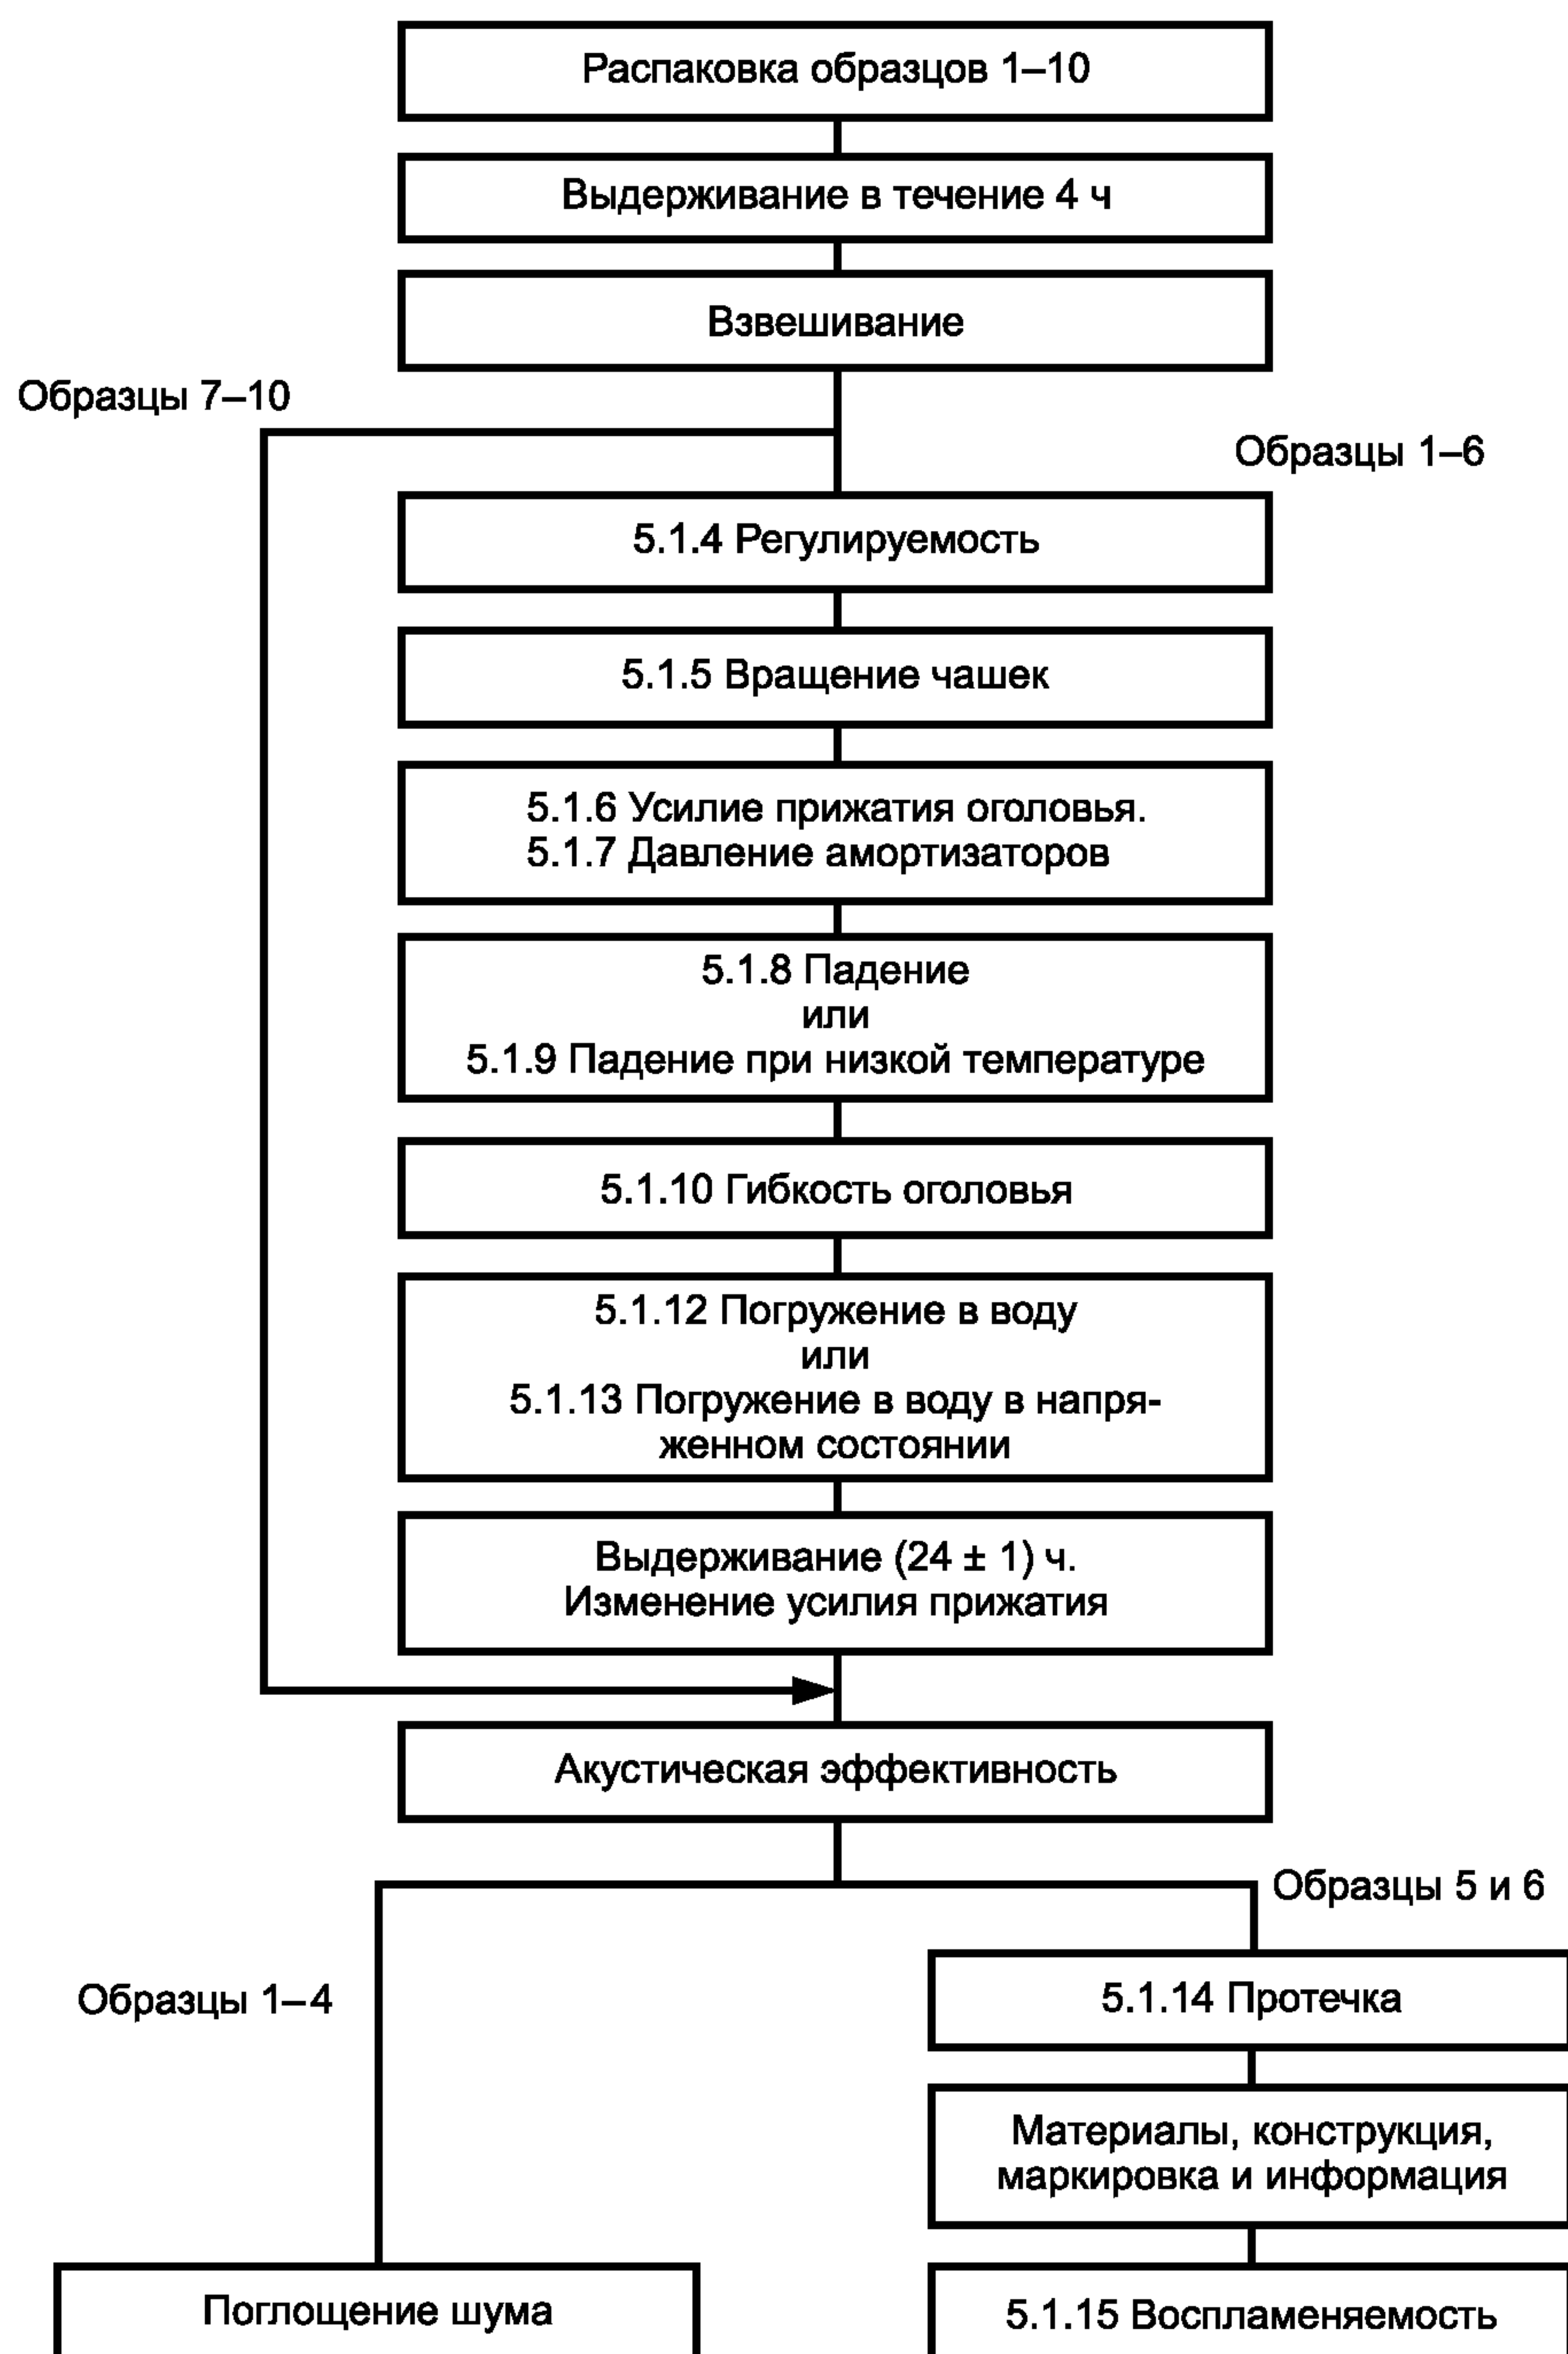 Распаковка образцов 1–10
Выдерживание в течение 4 ч
Взвешивание
Образцы 7–10
Образцы 1–6
5.1.4 Регулируемость
5.1.5 Вращение чашек
5.1.6 Усилие прижатия оголовья.
5.1.7 Давление амортизаторов
5.1.8 Падение
или
5.1.9 Падение при низкой температуре
5.1.10 Гибкость оголовья
5.1.12 Погружение в воду
или
5.1.13 Погружение в воду в напря-
женном состоянии
Выдерживание (24 ± 1) ч.
Изменение усилия прижатия
Акустическая эффективность
Образцы 5 и 6
Образцы 1–4
5.1.14 Протечка
Материалы, конструкция,
маркировка и информация
Поглощение шума
5.1.15 Воспламеняемость